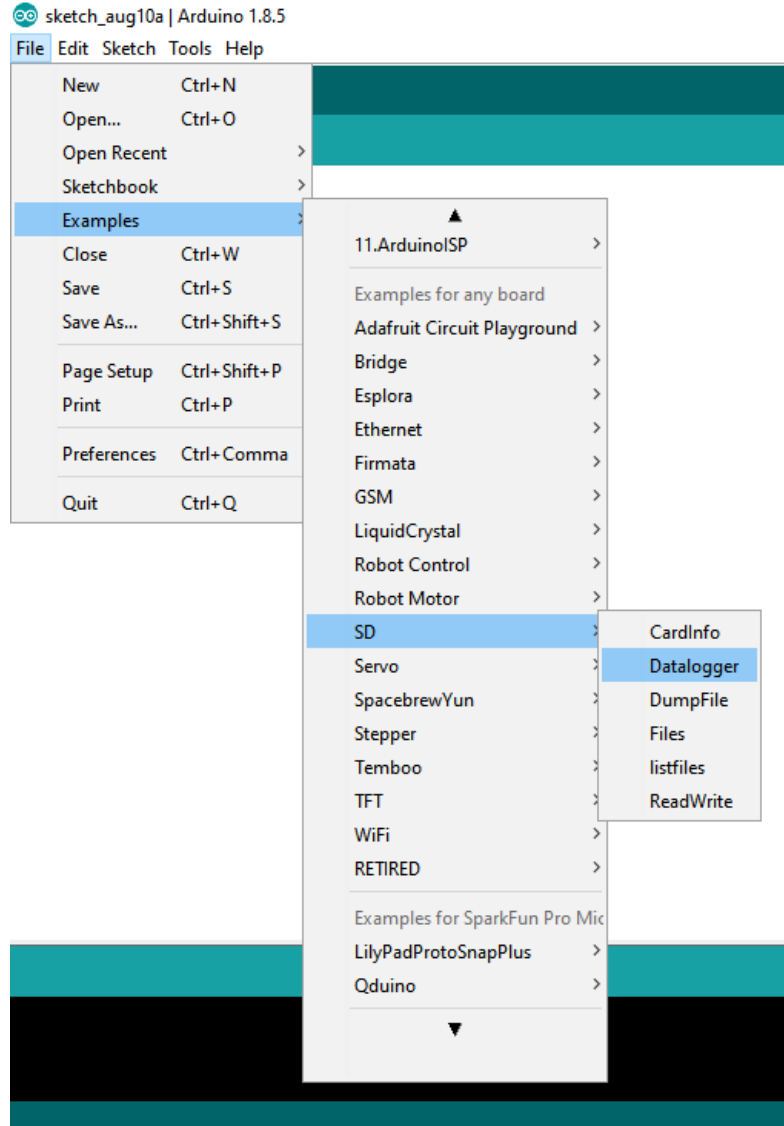 sketch_aug10a | Arduino 1.8.5
File Edit Sketch Tools Help
New Ctrl+N
Open... Ctrl+O
Open Recent
Sketchbook
Examples
Close Ctrl+W
Save Ctrl+S
Save As... Ctrl+Shift+S
Page Setup Ctrl+Shift+P
Print Ctrl+P
Preferences Ctrl+Comma
Quit Ctrl+Q
11.ArduinoISP
Examples for any board
Adafruit Circuit Playground
Bridge
Esplora
Ethernet
Firmata
GSM
LiquidCrystal
Robot Control
Robot Motor
SD
Servo
SpacebrewYun
Stepper
Temboo
TFT
WiFi
RETIRED
Examples for SparkFun Pro Mic
LilyPadProtoSnapPlus
Qduino
CardInfo
Datalogger
DumpFile
Files
listfiles
ReadWrite